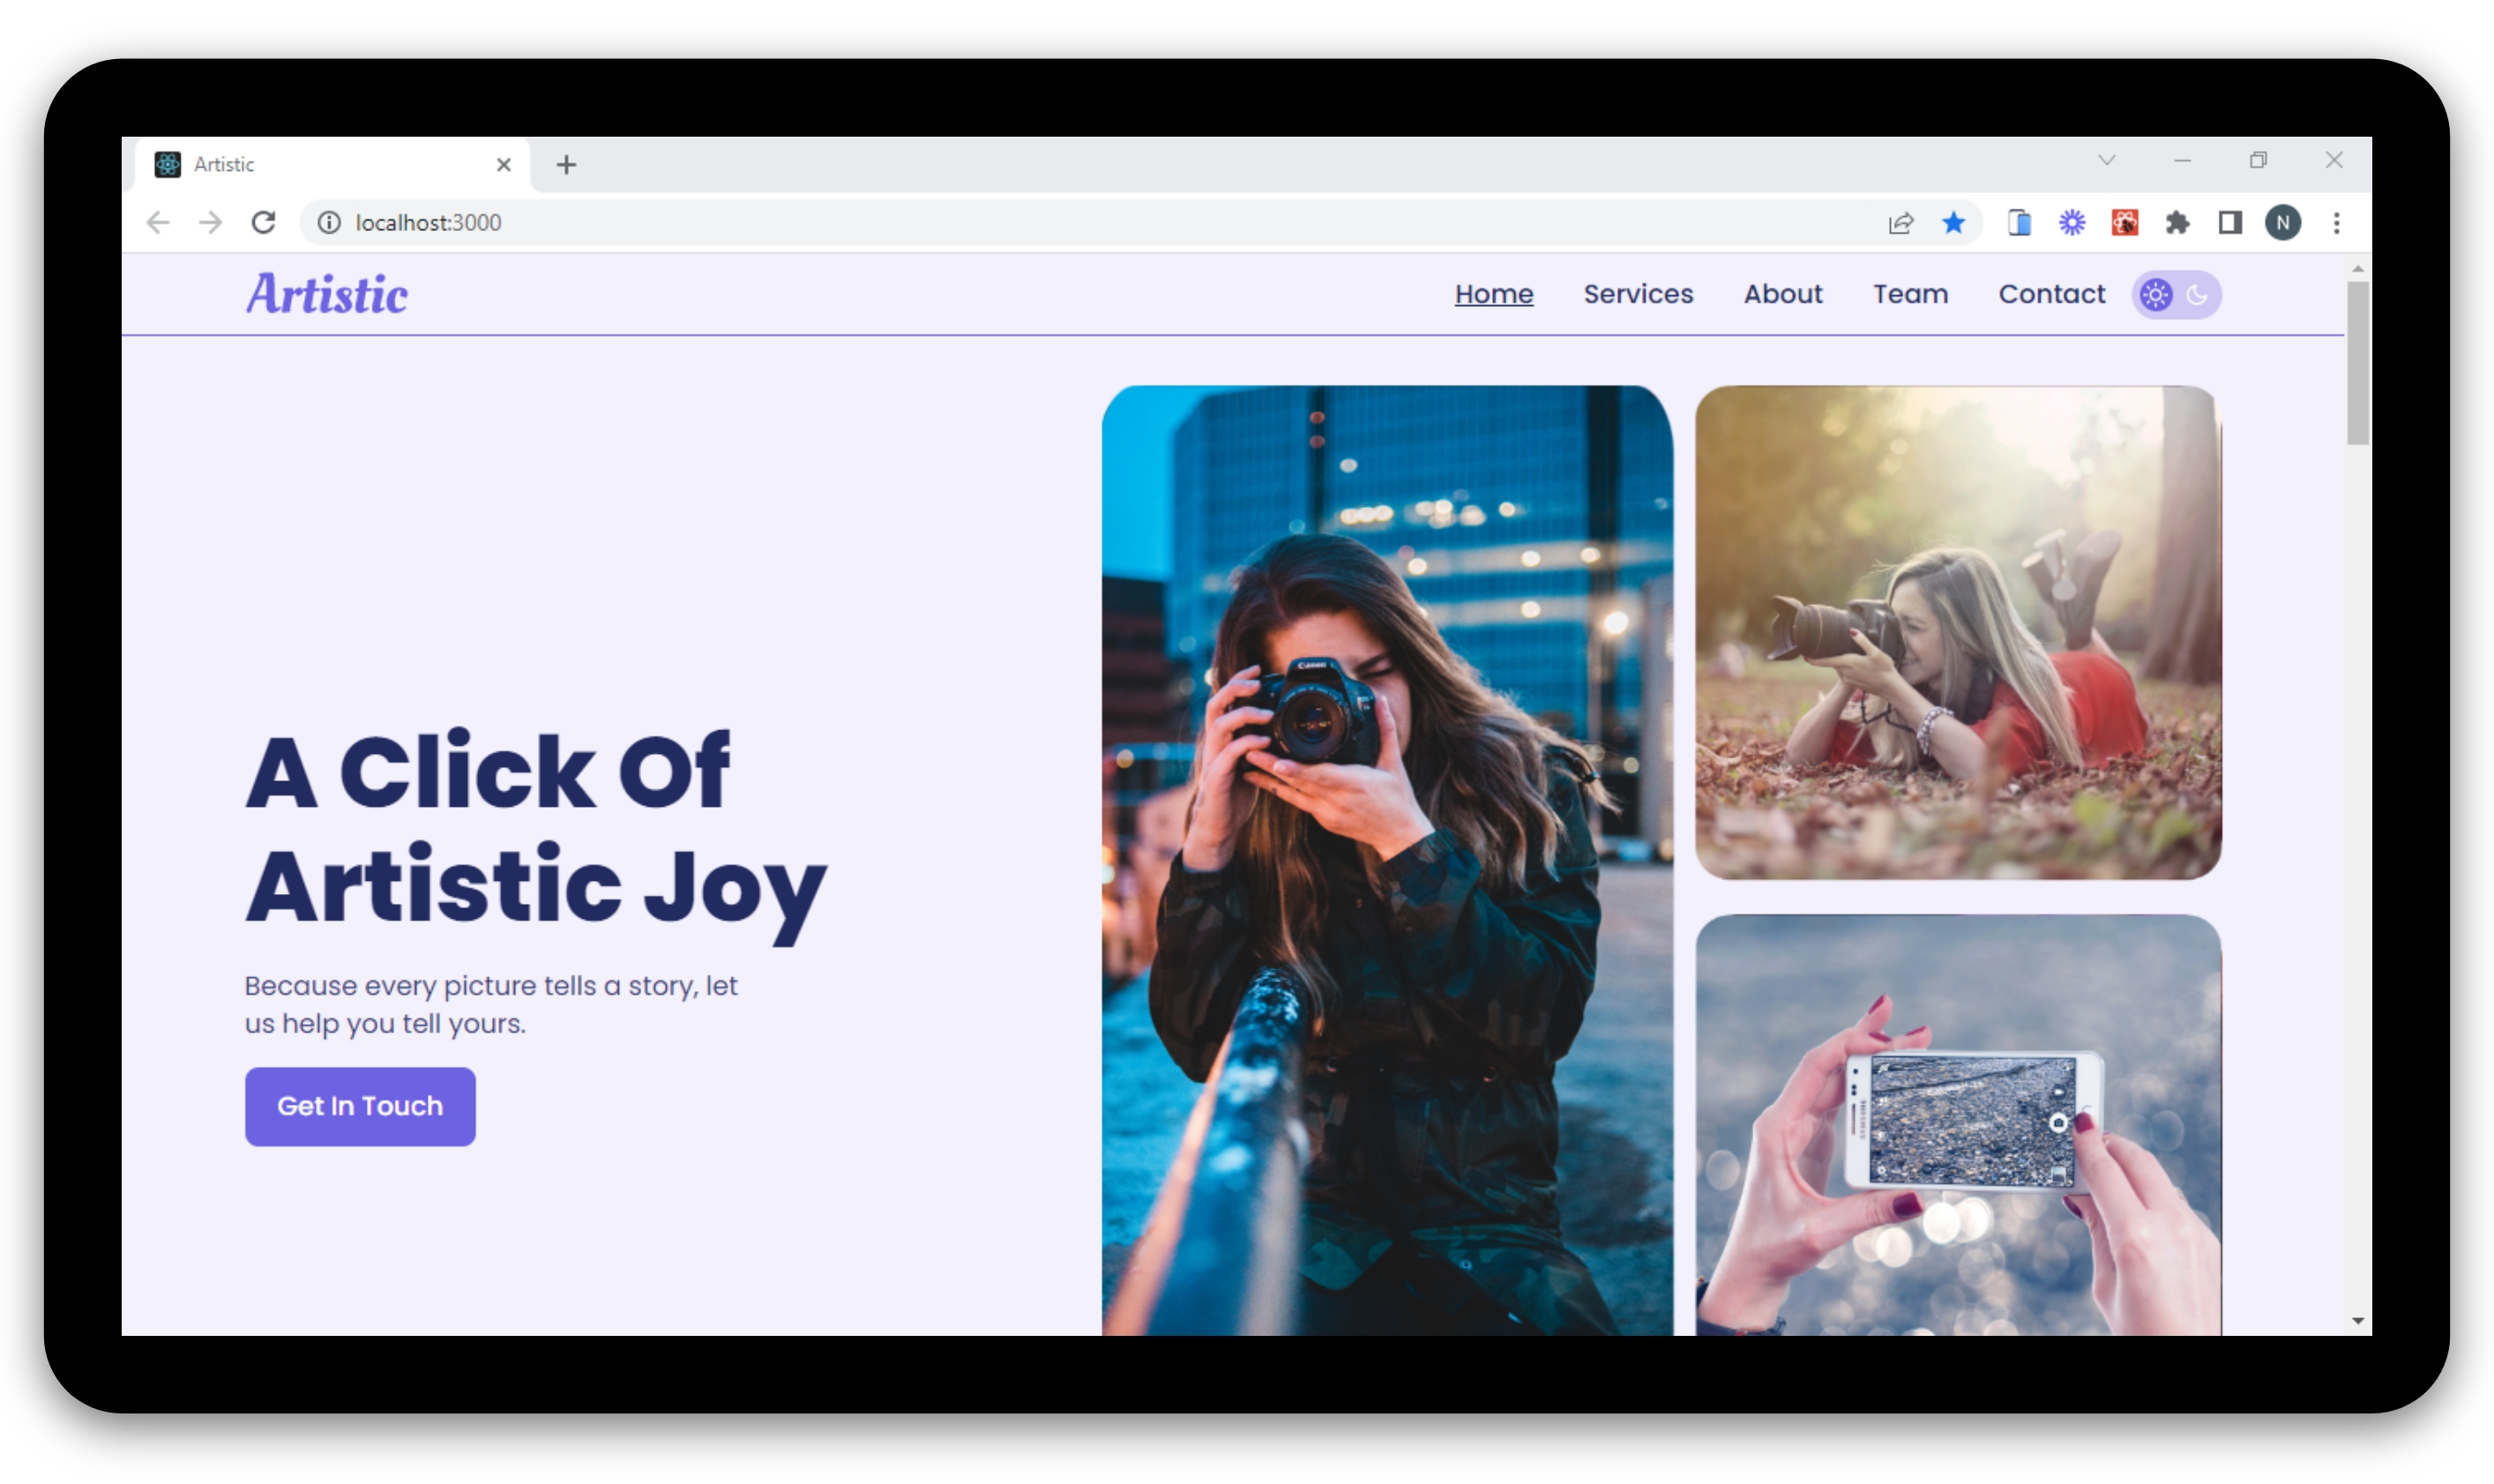 Artistic
localhost:3000
N
Artistic
Home Services About Team Contact
Canon
A Click Of
Artistic Joy
Because every picture tells a story, let
us help you tell yours.
Get In Touch